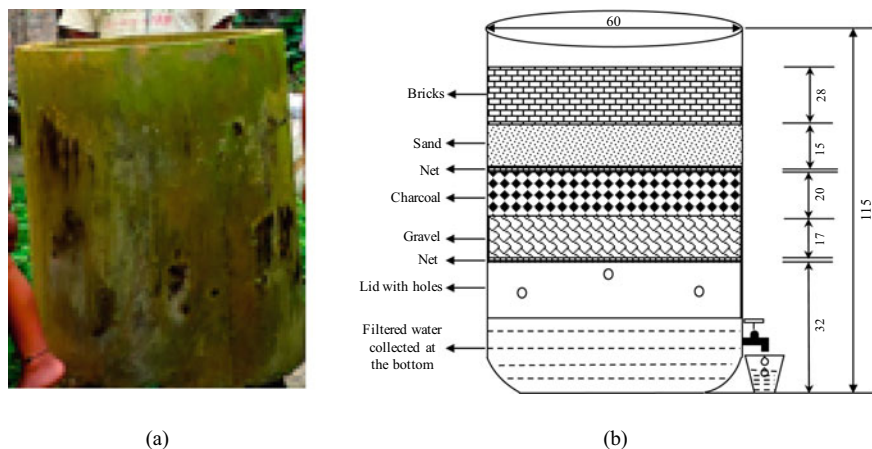 60
Bricks
28
Sand
15
Net
Charcoal
20
115
Gravel
17
Net
Lid with holes
32
Filtered water
collected at
the bottom
(a)
(b)